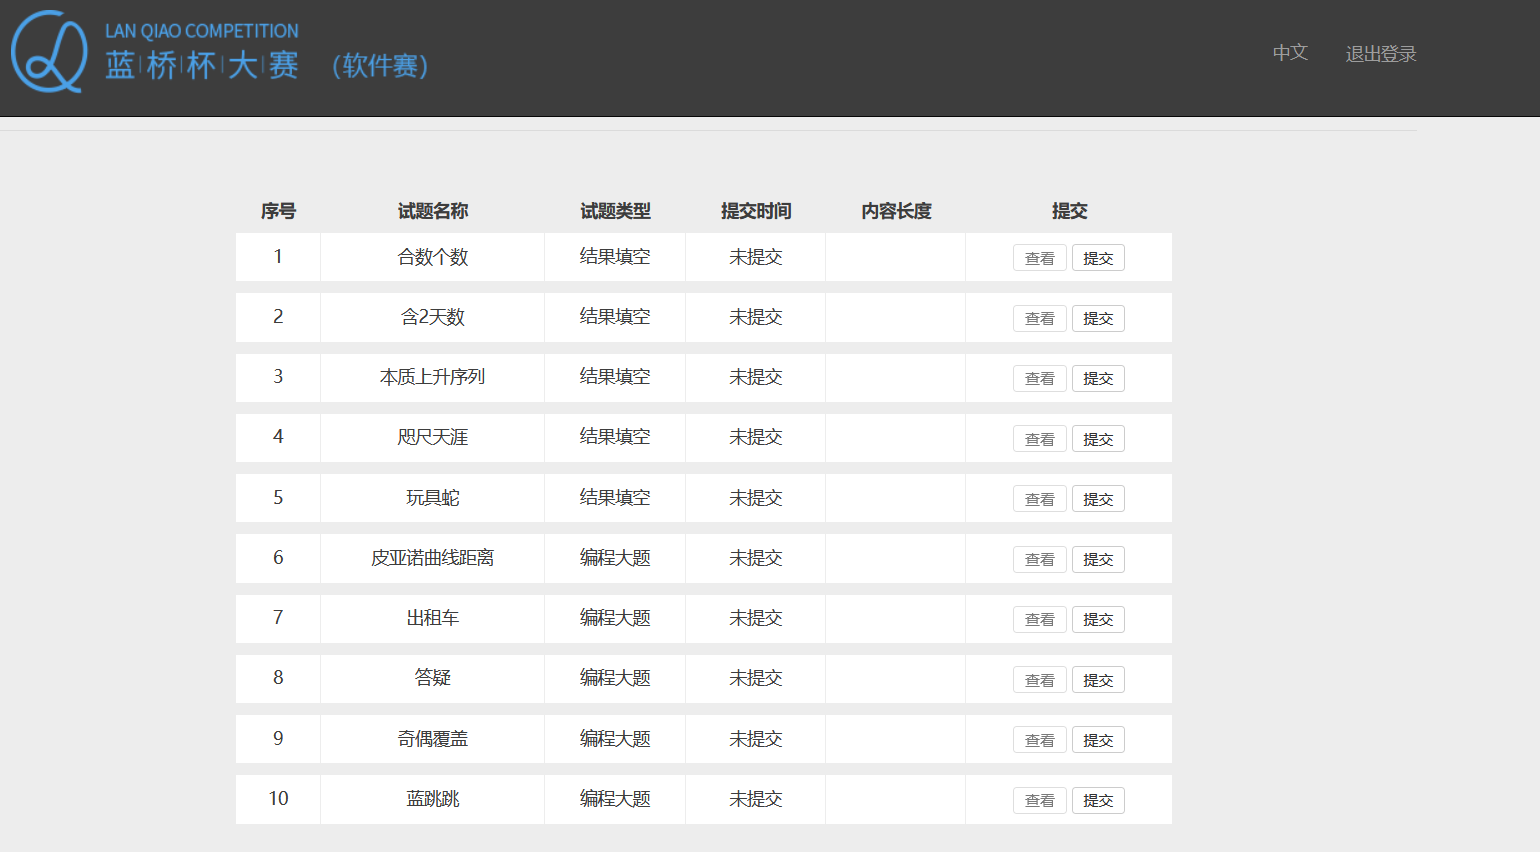 LAN QIAO COMPETITION
蓝桥杯大赛 (软件赛)
中文 退出登录
序号 试题名称 试题类型 提交时间 内容长度 提交
1 合数个数 结果填空 未提交 查看 提交
2 含2天数 结果填空 未提交 查看 提交
3 本质上升序列 结果填空 未提交 查看 提交
4 咫尺天涯 结果填空 未提交 查看 提交
5 玩具蛇 结果填空 未提交 查看 提交
6 皮亚诺曲线距离 编程大题 未提交 查看 提交
7 出租车 编程大题 未提交 查看 提交
8 答疑 编程大题 未提交 查看 提交
9 奇偶覆盖 编程大题 未提交 查看 提交
10 蓝跳跳 编程大题 未提交 查看 提交